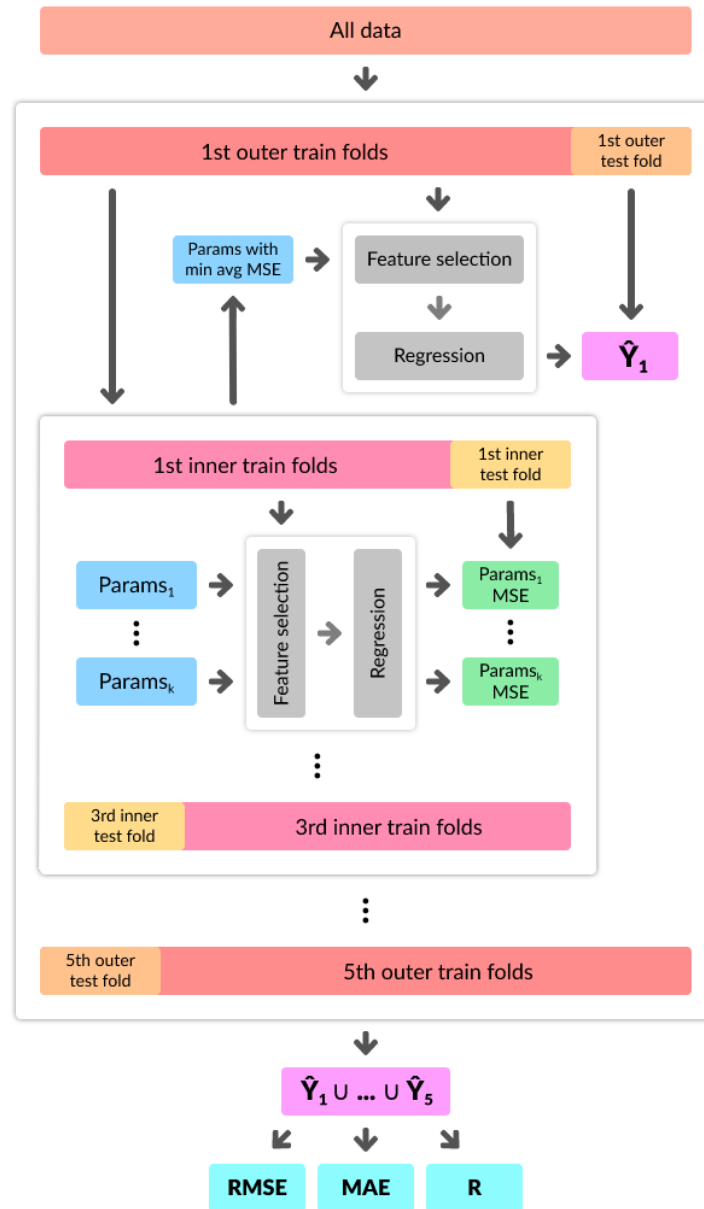 All data
1st outer train folds
1st outer
test fold
Params with
min avg MSE
Feature selection
Regression
Ŷ₁
1st inner train folds
1st inner
test fold
Params₁
Feature selection
Regression
Params₁
MSE
Paramsₖ
Paramsₖ
MSE
3rd inner
test fold
3rd inner train folds
5th outer
test fold
5th outer train folds
Ŷ₁ ∪ ... ∪ Ŷ₅
RMSE
MAE
R